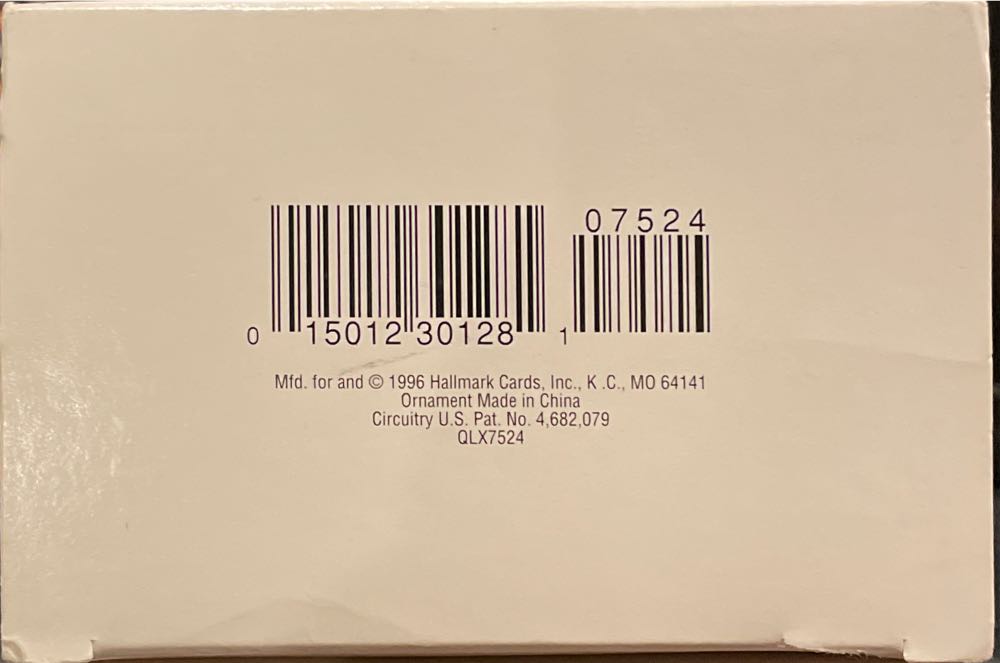 07524
0 15012 30128 1
Mfd. for and © 1996 Hallmark Cards, Inc., K .C., MO 64141
Ornament Made in China
Circuitry U.S. Pat. No. 4,682,079
QLX7524